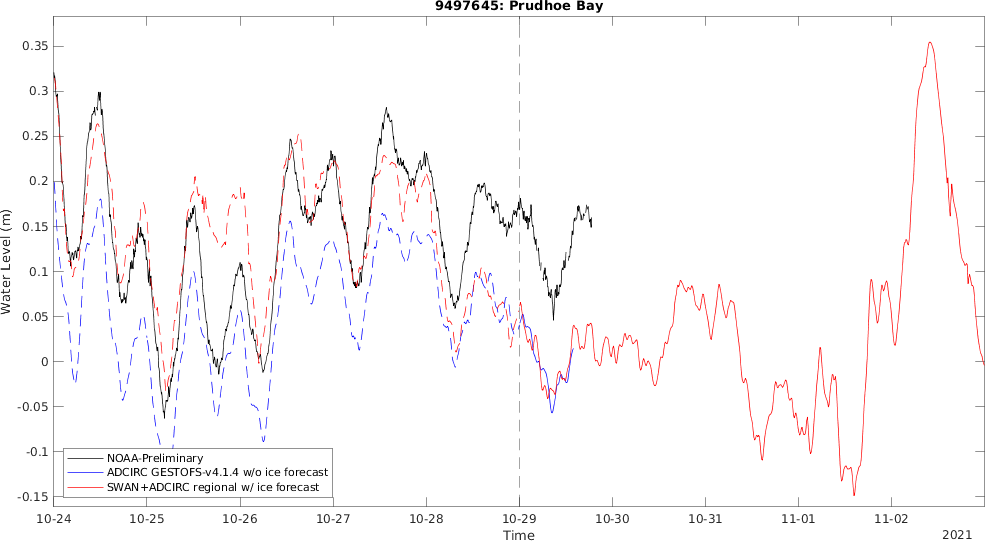 9497645: Prudhoe Bay
0.35
0.3
0.25
0.2
0.15
0.1
0.05
0
-0.05
-0.1
-0.15
Water Level (m)
NOAA-Preliminary
ADCIRC GESTOFS-v4.1.4 w/o ice forecast
SWAN+ADCIRC regional w/ ice forecast
10-24 10-25 10-26 10-27 10-28 10-29 10-30 10-31 11-01 11-02
Time
2021